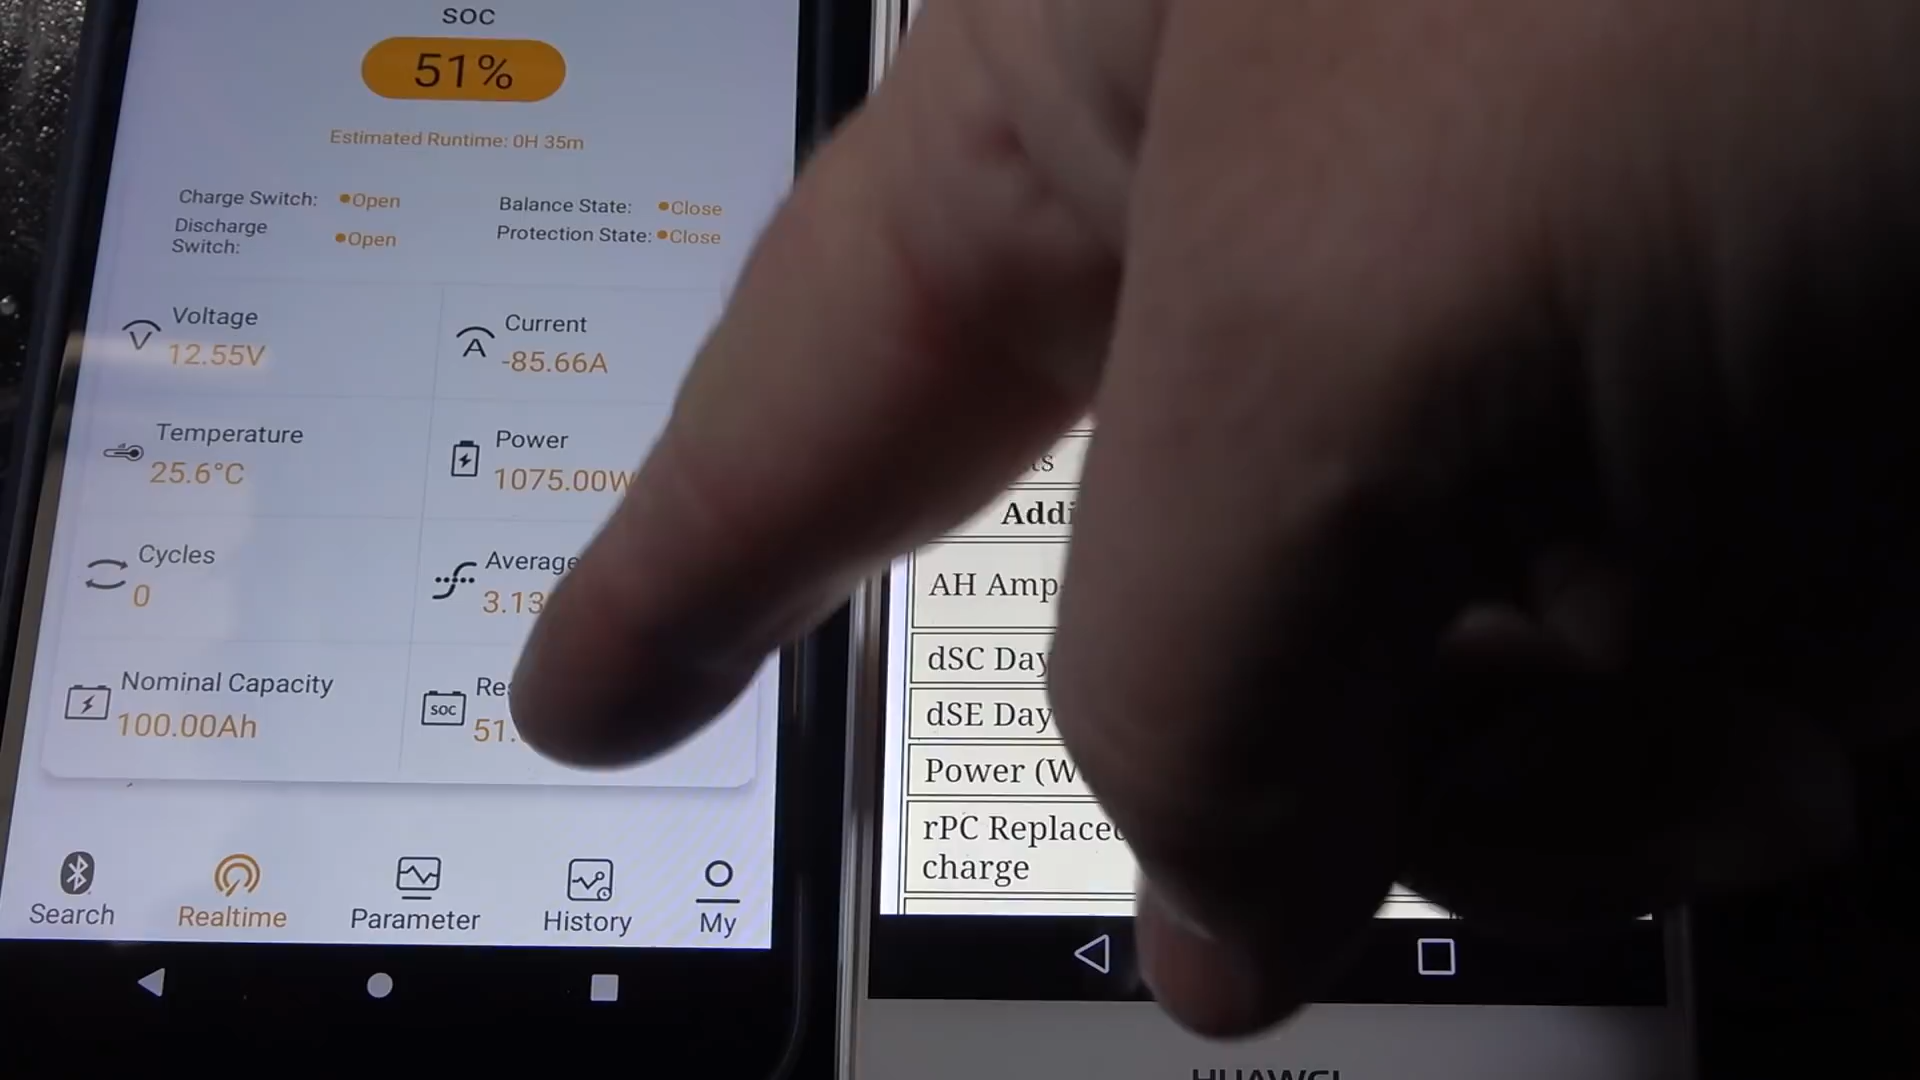 SOC
51%
Estimated Runtime: 0H 35m
Charge Switch: Open
Balance State: Close
Discharge Switch: Open
Protection State: Close
Voltage
12.55V
Current
-85.66A
Temperature
25.6°C
Power
1075.00W
Cycles
0
Average
3.13
Nominal Capacity
100.00Ah
SOC
51.
Search
Realtime
Parameter
History
My
AH Amp
dSC Day
dSE Day
Power (W
rPC Replaced
charge
HUAWEI